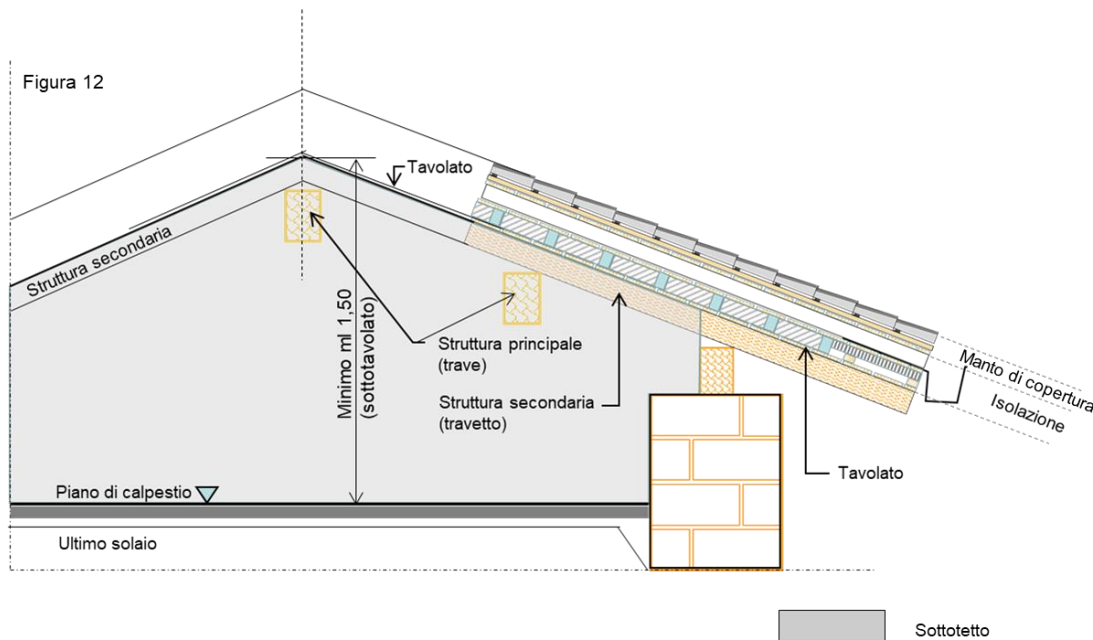 Figura 12
Tavolato
Struttura secondaria
Minimo ml 1,50
(sottotavolato)
Struttura principale
(trave)
Struttura secondaria
(travetto)
Manto di copertura
Isolazione
Tavolato
Piano di calpestio
Ultimo solaio
Sottotetto